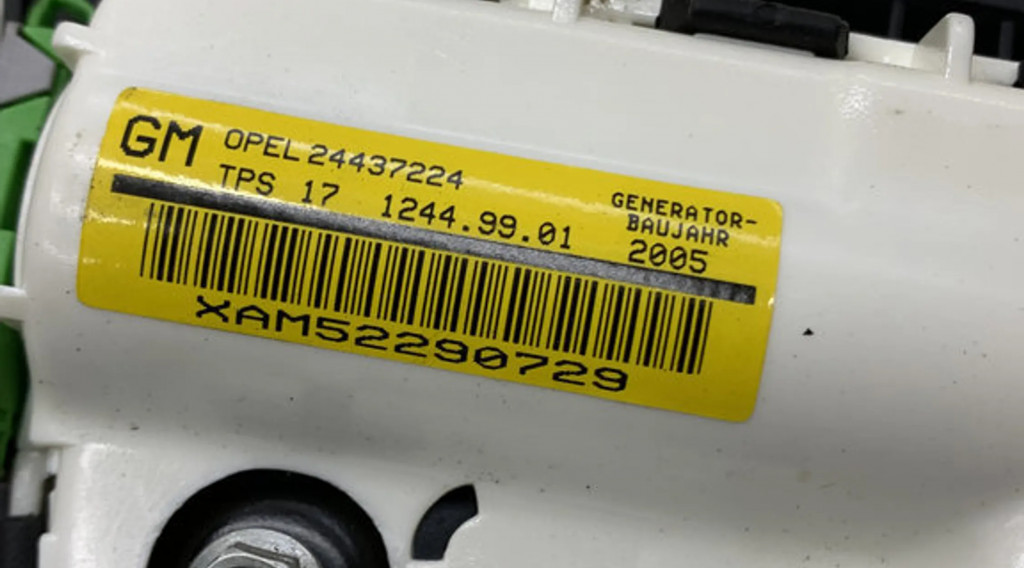 GM OPEL 24437224
TPS 17 1244.99.01
GENERATOR-
BAUJAHR
2005
XAM52290729